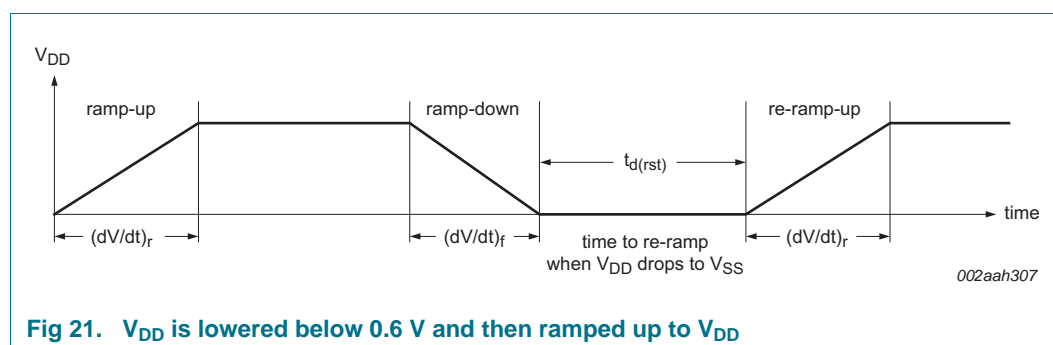 VDD
ramp-up
ramp-down
re-ramp-up
td(rst)
time
(dV/dt)r
(dV/dt)f
time to re-ramp
when VDD drops to VSS
(dV/dt)r
002aah307
Fig 21. VDD is lowered below 0.6 V and then ramped up to VDD